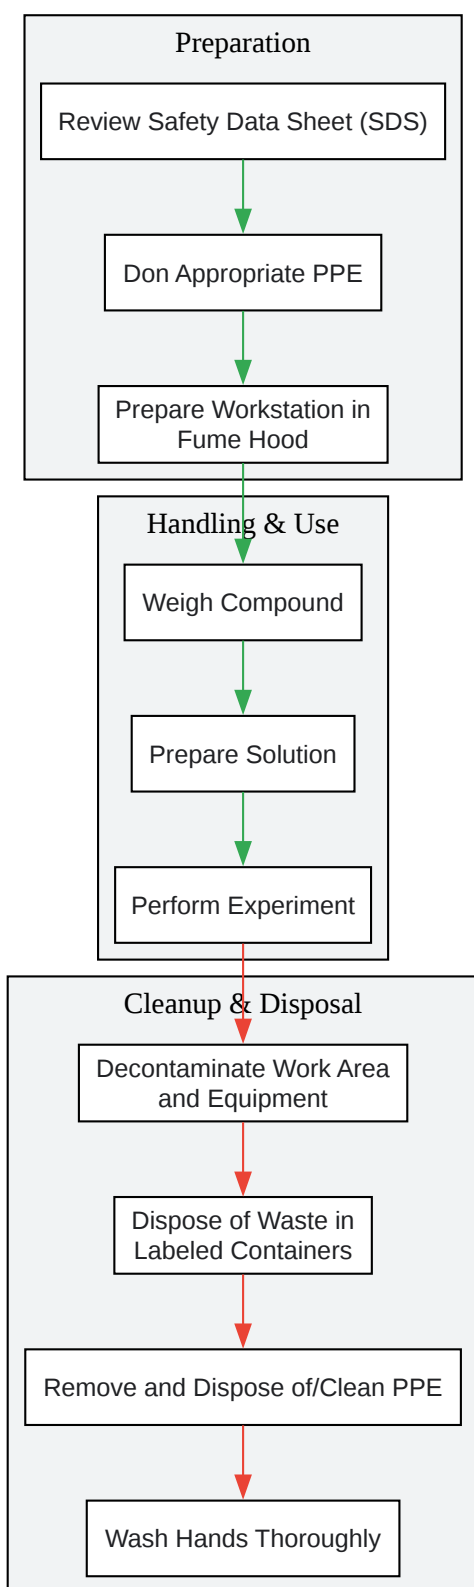 Preparation
Review Safety Data Sheet (SDS)
Don Appropriate PPE
Prepare Workstation in
Fume Hood
Handling & Use
Weigh Compound
Prepare Solution
Perform Experiment
Cleanup & Disposal
Decontaminate Work Area
and Equipment
Dispose of Waste in
Labeled Containers
Remove and Dispose of/Clean PPE
Wash Hands Thoroughly